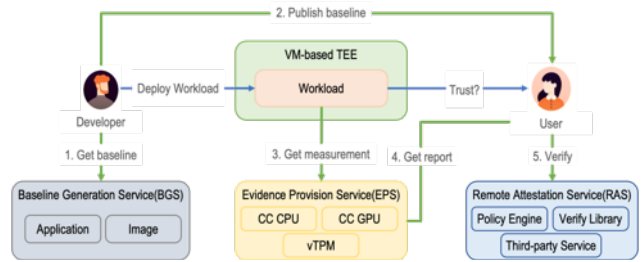 2. Publish baseline
VM-based TEE
Deploy Workload
Workload
Trust?
Developer
User
1. Get baseline
3. Get measurement
4. Get report
5. Verify
Baseline Generation Service(BGS)
Application
Image
Evidence Provision Service(EPS)
CC CPU
CC GPU
vTPM
Remote Attestation Service(RAS)
Policy Engine
Verify Library
Third-party Service